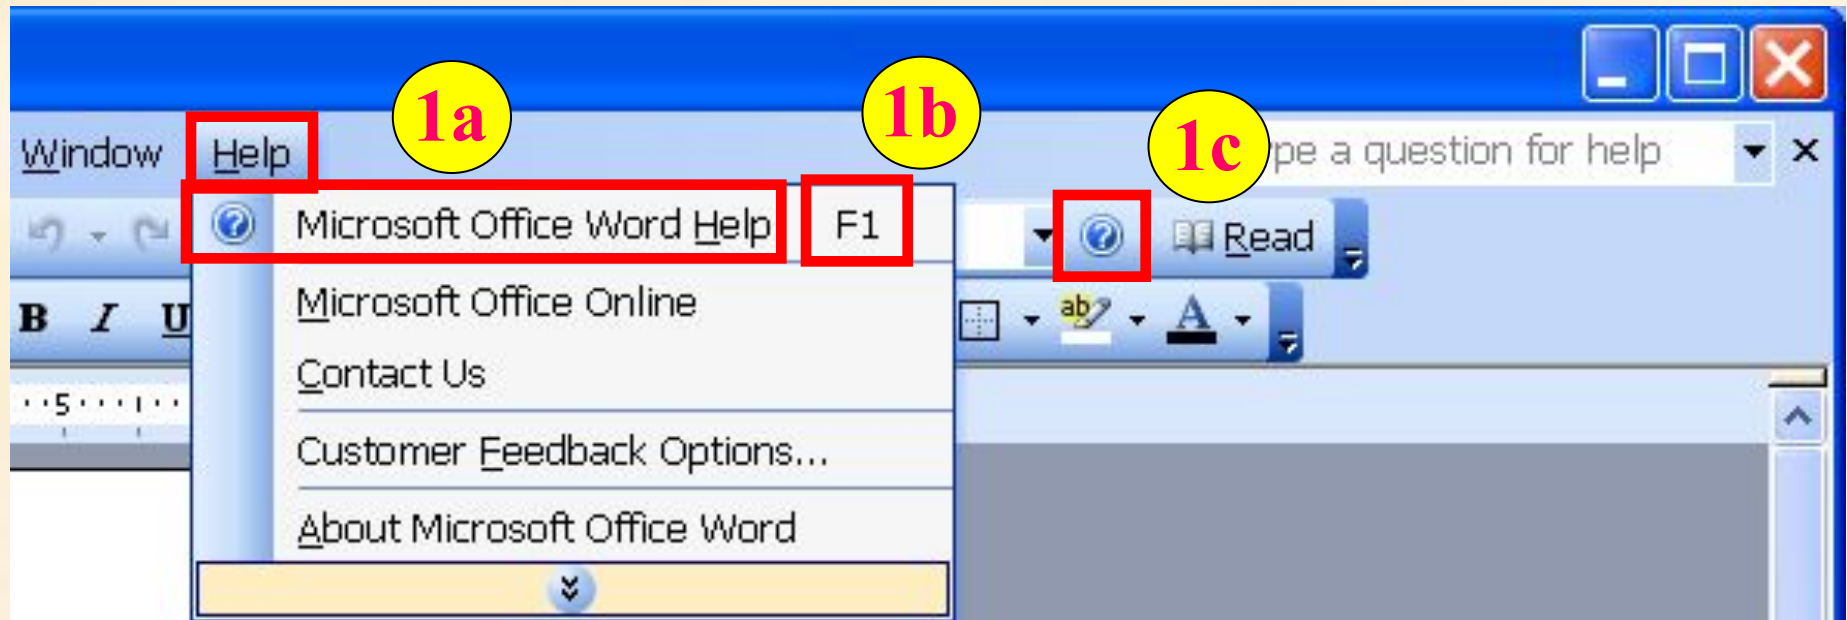 1a
1b
1c
Window Help
pe a question for help
Microsoft Office Word Help F1
Read
Microsoft Office Online
B I U
ab A
Contact Us
5
Customer Feedback Options...
About Microsoft Office Word